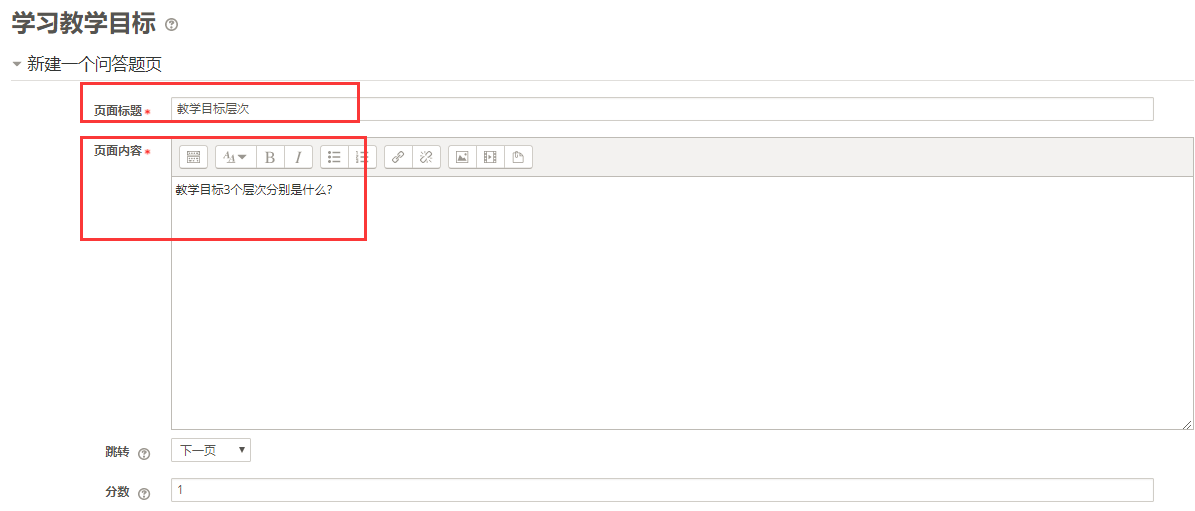 学习教学目标
新建一个问答题页
页面标题
教学目标层次
页面内容
教学目标3个层次分别是什么?
跳转
下一页
分数
1